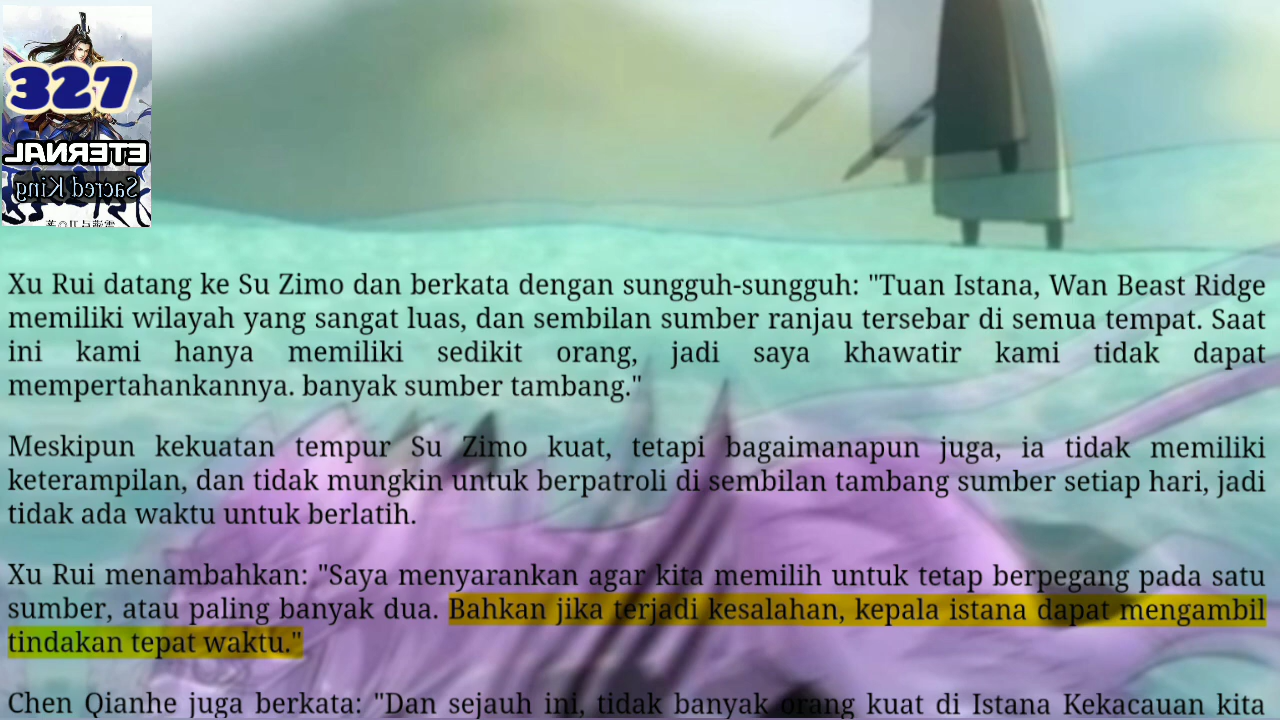 327
ETERNAL
Sacred King
Xu Rui datang ke Su Zimo dan berkata dengan sungguh-sungguh: "Tuan Istana, Wan Beast Ridge
memiliki wilayah yang sangat luas, dan sembilan sumber ranjau tersebar di semua tempat. Saat
ini kami hanya memiliki sedikit orang, jadi saya khawatir kami tidak dapat
mempertahankannya. banyak sumber tambang."
Meskipun kekuatan tempur Su Zimo kuat, tetapi bagaimanapun juga, ia tidak memiliki
keterampilan, dan tidak mungkin untuk berpatroli di sembilan tambang sumber setiap hari, jadi
tidak ada waktu untuk berlatih.
Xu Rui menambahkan: "Saya menyarankan agar kita memilih untuk tetap berpegang pada satu
sumber, atau paling banyak dua. Bahkan jika terjadi kesalahan, kepala istana dapat mengambil
tindakan tepat waktu."
Chen Qianhe juga berkata: "Dan sejauh ini, tidak banyak orang kuat di Istana Kekacauan kita